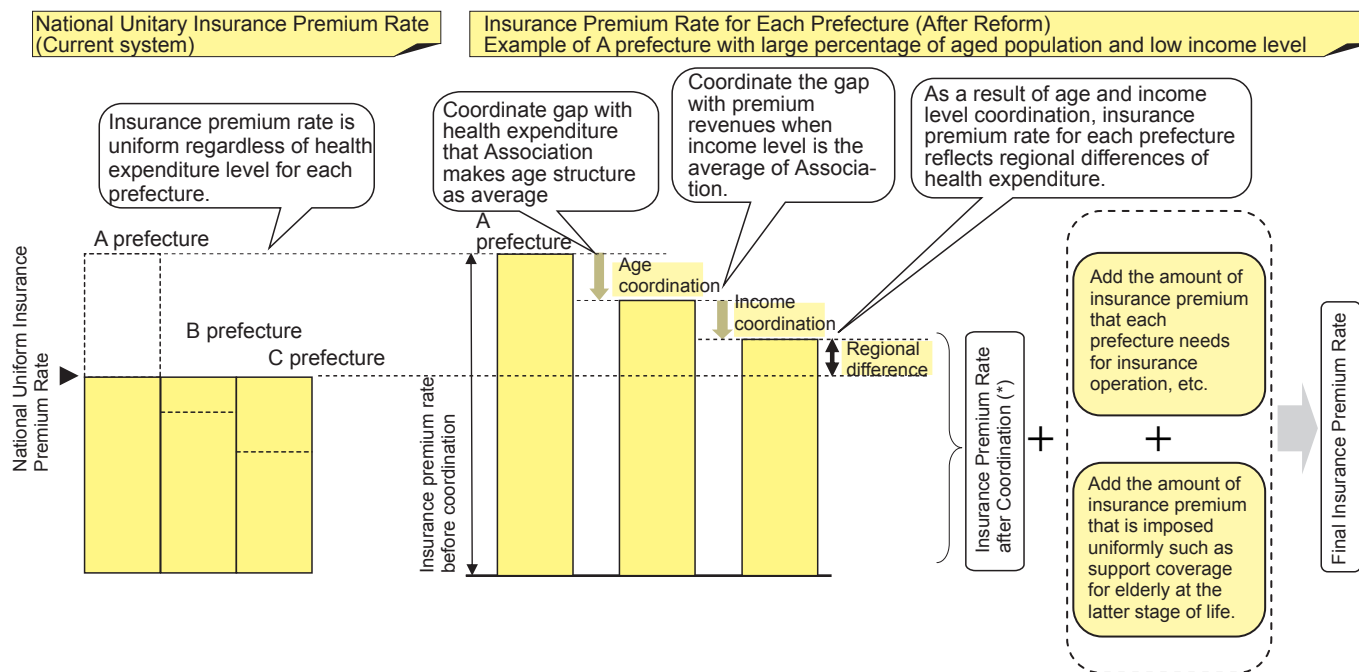 National Unitary Insurance Premium Rate
(Current system)
Insurance Premium Rate for Each Prefecture (After Reform)
Example of A prefecture with large percentage of aged population and low income level
Insurance premium rate is
uniform regardless of health
expenditure level for each
prefecture.
Coordinate gap with
health expenditure
that Association
makes age structure
as average
Coordinate the gap
with premium
revenues when
income level is the
average of Associa-
tion.
As a result of age and income
level coordination, insurance
premium rate for each prefecture
reflects regional differences of
health expenditure.
A prefecture
B prefecture
C prefecture
National Uniform Insurance
Premium Rate
A
prefecture
Age
coordination
Income
coordination
Regional
difference
Insurance premium rate
before coordination
Insurance Premium Rate
after Coordination (*)
+
Add the amount of
insurance premium
that each
prefecture needs
for insurance
operation, etc.
+
Add the amount of
insurance premium
that is imposed
uniformly such as
support coverage
for elderly at the
latter stage of life.
Final Insurance Premium Rate